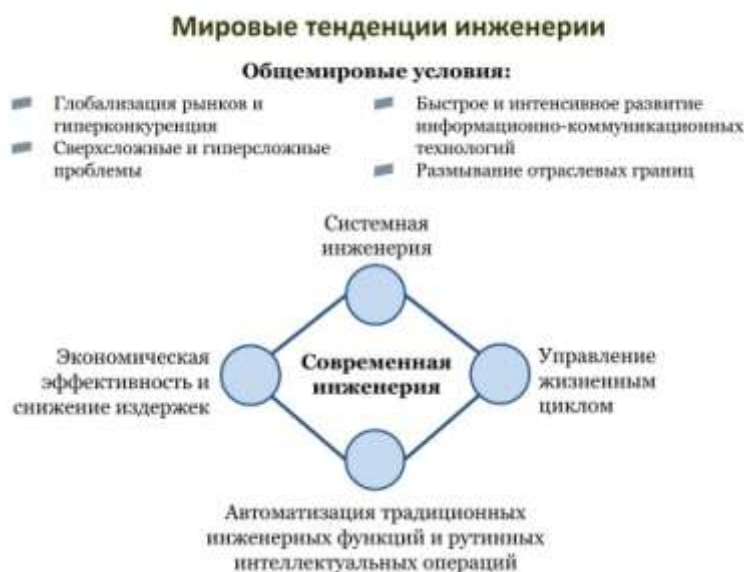 Мировые тенденции инженерии
Общемировые условия:
Глобализация рынков и
гиперконкуренция
Сверхсложные и гиперсложные
проблемы
Быстрое и интенсивное развитие
информационно-коммуникационных
технологий
Размывание отраслевых границ
Системная
инженерия
Экономическая
эффективность и
снижение издержек
Современная
инженерия
Управление
жизненным
циклом
Автоматизация традиционных
инженерных функций и рутинных
интеллектуальных операций